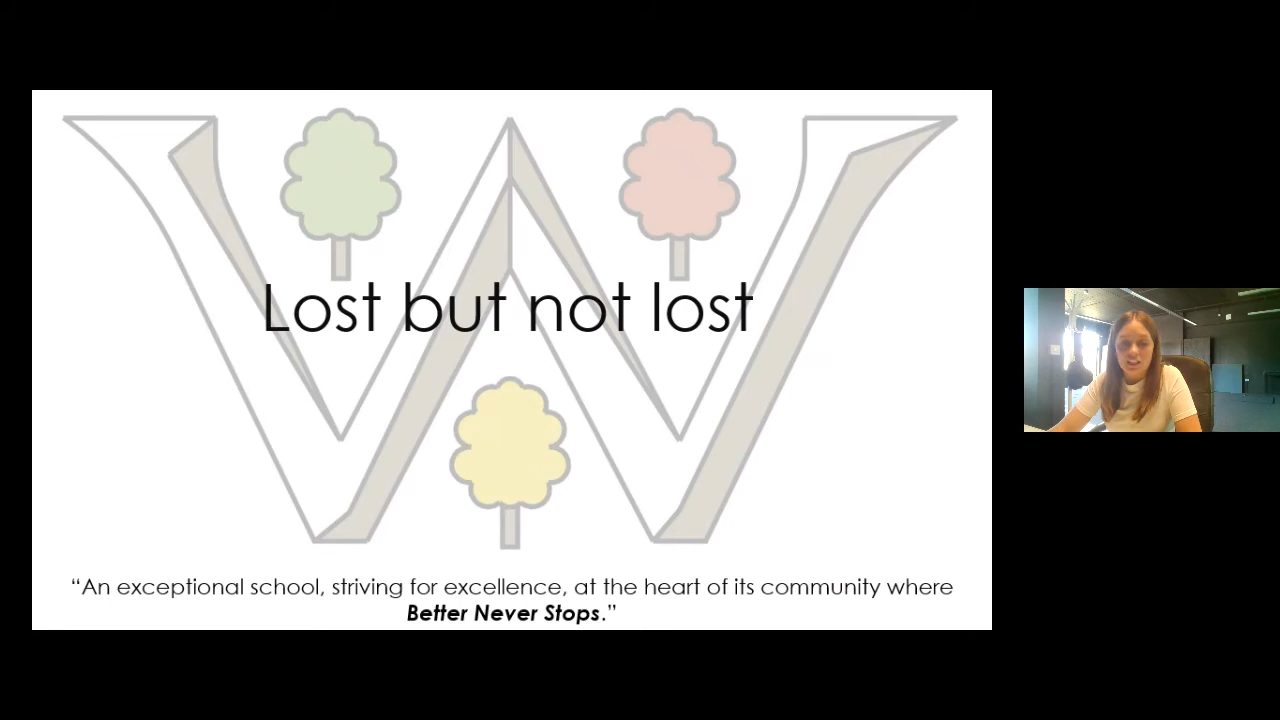 Lost but not lost
“An exceptional school, striving for excellence, at the heart of its community where
Better Never Stops.”